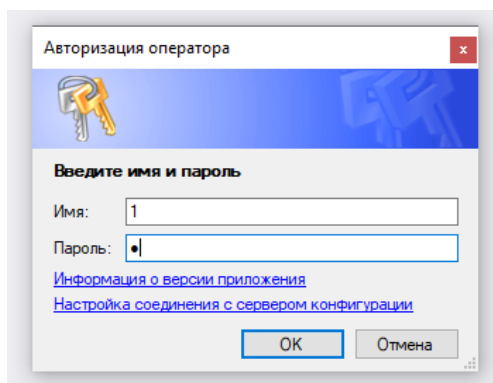 Авторизация оператора
x
Введите имя и пароль
Имя: 1
Пароль: ●
Информация о версии приложения
Настройка соединения с сервером конфигурации
OK Отмена